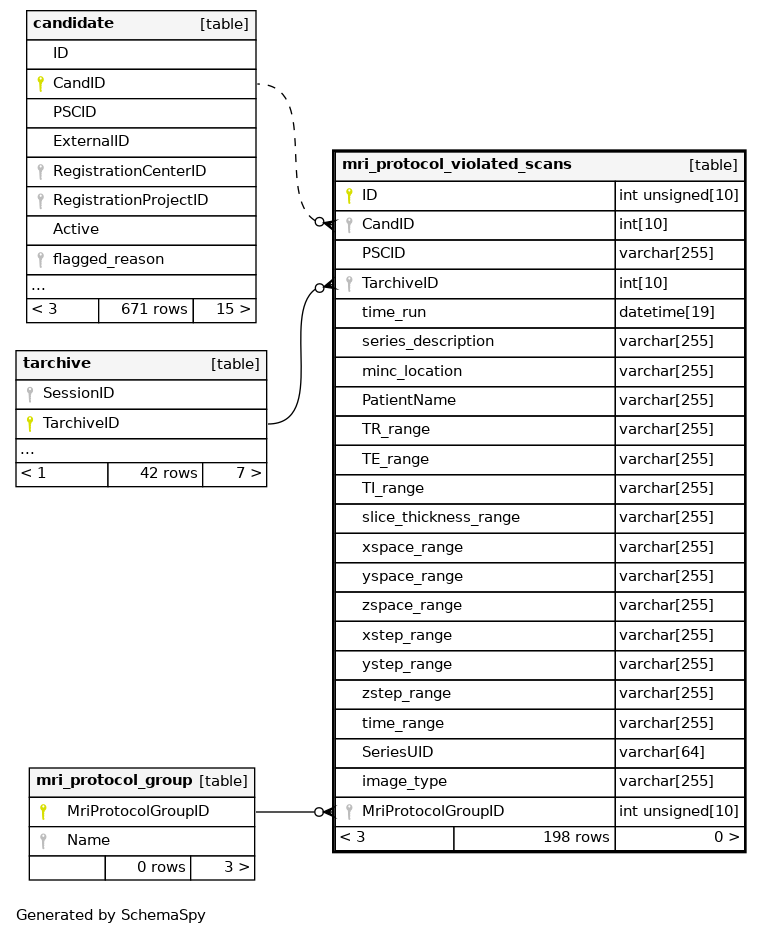 candidate [table]
ID
CandID
PSCID
ExternalID
RegistrationCenterID
RegistrationProjectID
Active
flagged_reason
...
< 3 671 rows 15 >
tarchive [table]
SessionID
TarchiveID
...
< 1 42 rows 7 >
mri_protocol_group [table]
MriProtocolGroupID
Name
0 rows 3 >
mri_protocol_violated_scans [table]
ID int unsigned[10]
CandID int[10]
PSCID varchar[255]
TarchiveID int[10]
time_run datetime[19]
series_description varchar[255]
minc_location varchar[255]
PatientName varchar[255]
TR_range varchar[255]
TE_range varchar[255]
TI_range varchar[255]
slice_thickness_range varchar[255]
xspace_range varchar[255]
yspace_range varchar[255]
zspace_range varchar[255]
xstep_range varchar[255]
ystep_range varchar[255]
zstep_range varchar[255]
time_range varchar[255]
SeriesUID varchar[64]
image_type varchar[255]
MriProtocolGroupID int unsigned[10]
< 3 198 rows 0 >
Generated by SchemaSpy